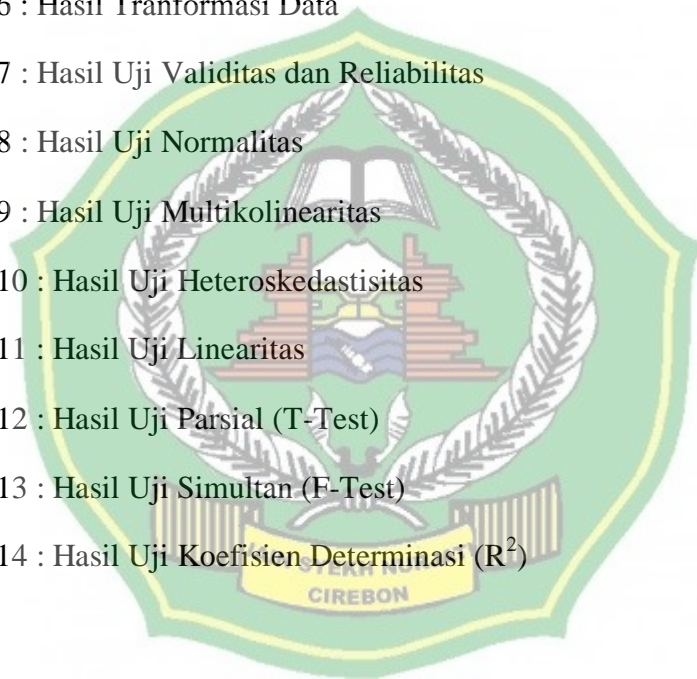 6 : Hasil Tranformasi Data
7 : Hasil Uji Validitas dan Reliabilitas
8 : Hasil Uji Normalitas
9 : Hasil Uji Multikolinearitas
10 : Hasil Uji Heteroskedastisitas
11 : Hasil Uji Linearitas
12 : Hasil Uji Parsial (T-Test)
13 : Hasil Uji Simultan (F-Test)
14 : Hasil Uji Koefisien Determinasi (R²)
CIREBON